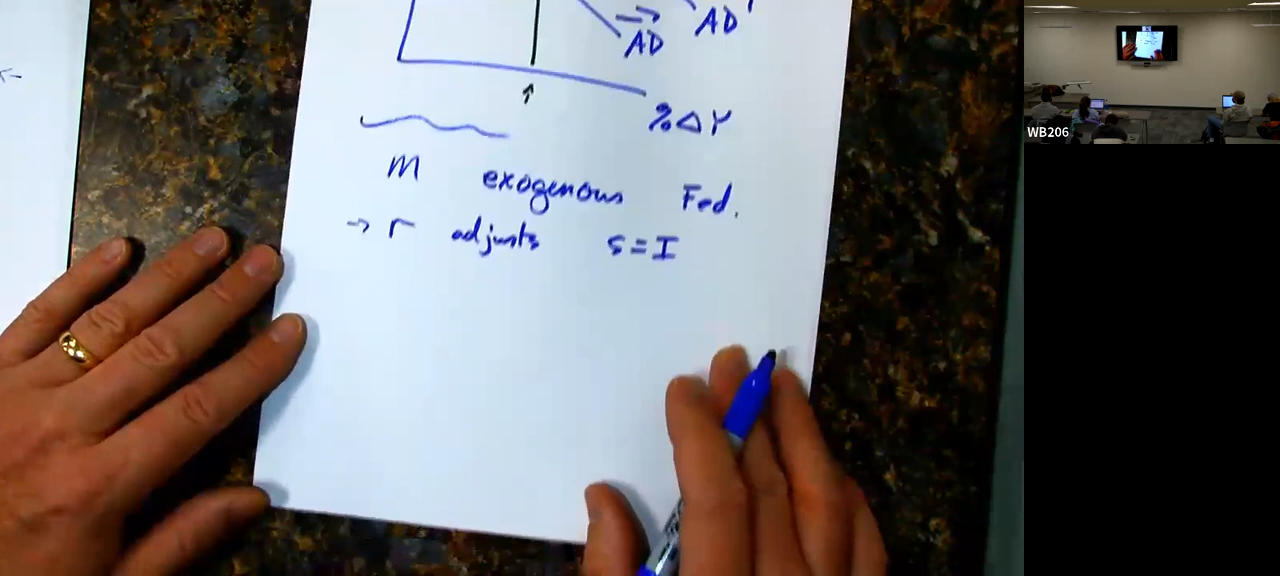 AD'
AD
%ΔY
m exogenous Fed.
→ r adjusts s = I
WB206